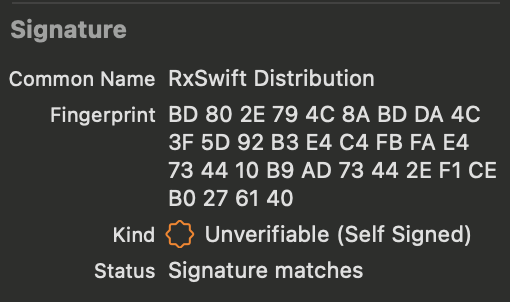 Signature
Common Name RxSwift Distribution
Fingerprint BD 80 2E 79 4C 8A BD DA 4C
3F 5D 92 B3 E4 C4 FB FA E4
73 44 10 B9 AD 73 44 2E F1 CE
B0 27 61 40
Kind Unverifiable (Self Signed)
Status Signature matches